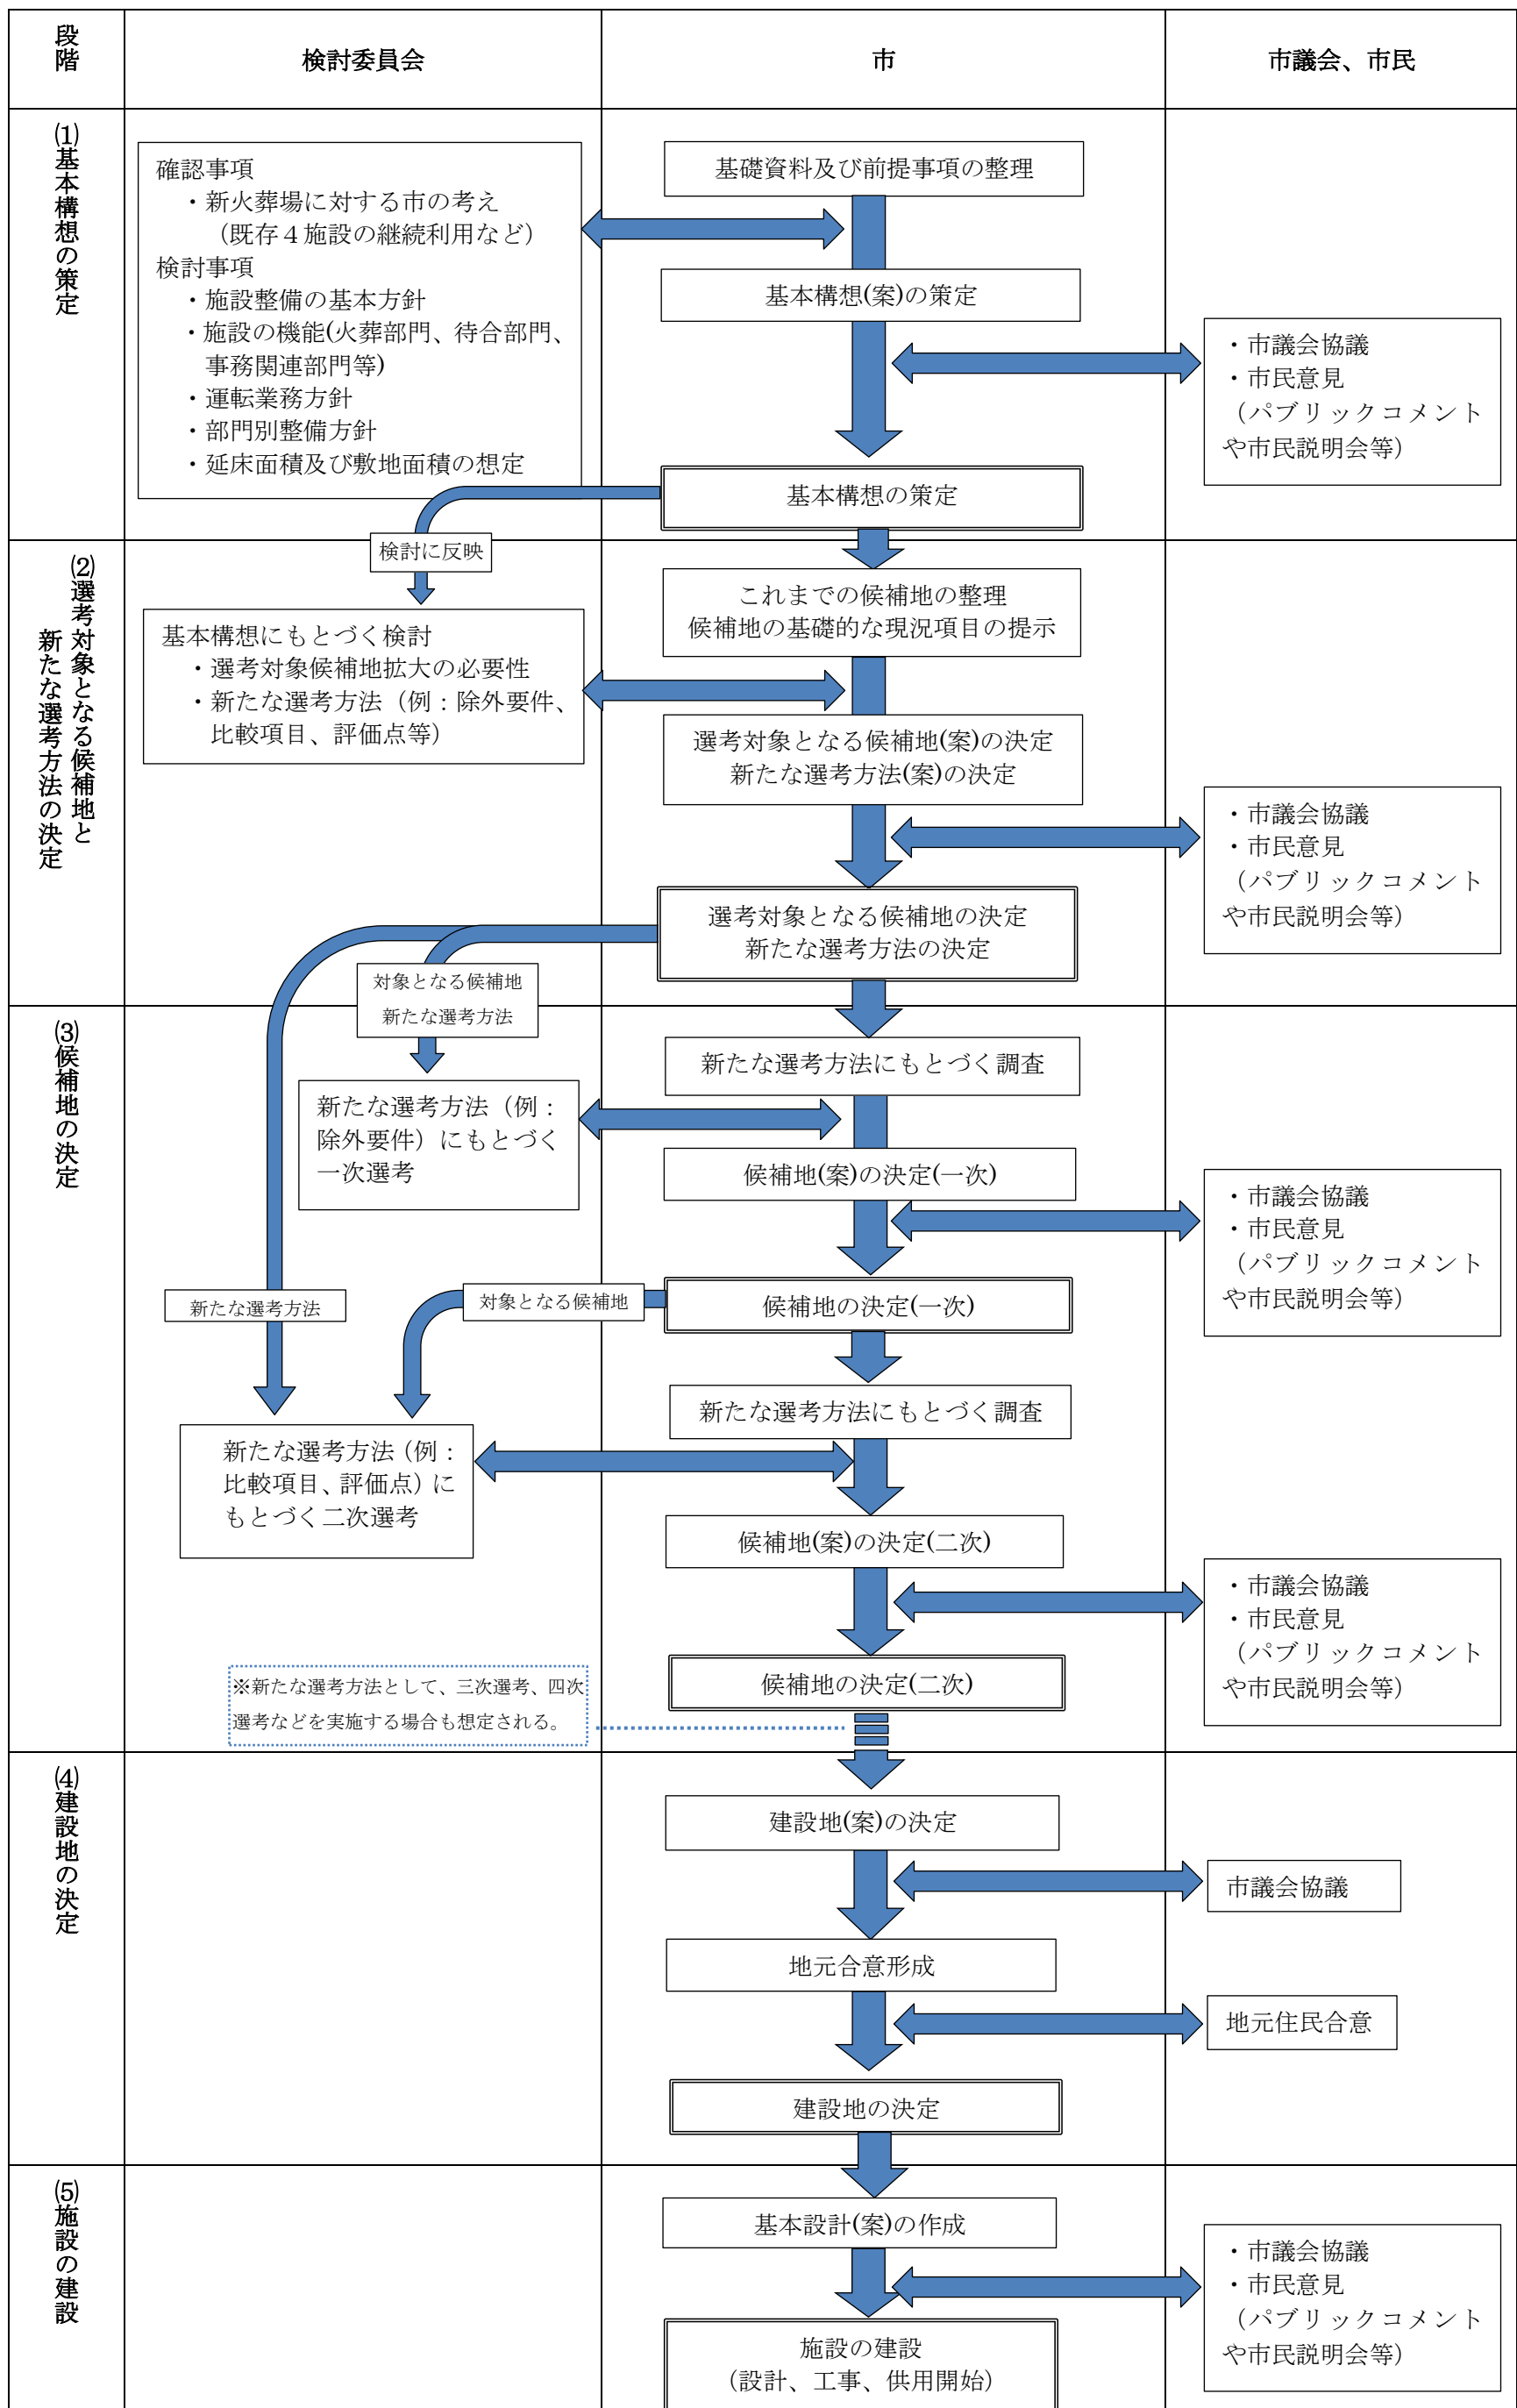 段階
検討委員会
市
市議会、市民
⑴基本構想の策定
確認事項
・新火葬場に対する市の考え
（既存４施設の継続利用など）
検討事項
・施設整備の基本方針
・施設の機能(火葬部門、待合部門、
事務関連部門等)
・運転業務方針
・部門別整備方針
・延床面積及び敷地面積の想定
基礎資料及び前提事項の整理
基本構想(案)の策定
・市議会協議
・市民意見
（パブリックコメント
や市民説明会等）
基本構想の策定
検討に反映
⑵選考対象となる候補地と
新たな選考方法の決定
これまでの候補地の整理
候補地の基礎的な現況項目の提示
基本構想にもとづく検討
・選考対象候補地拡大の必要性
・新たな選考方法（例：除外要件、
比較項目、評価点等）
選考対象となる候補地(案)の決定
新たな選考方法(案)の決定
・市議会協議
・市民意見
（パブリックコメント
や市民説明会等）
選考対象となる候補地の決定
新たな選考方法の決定
対象となる候補地
新たな選考方法
⑶候補地の決定
新たな選考方法にもとづく調査
新たな選考方法（例：
除外要件）にもとづく
一次選考
候補地(案)の決定(一次)
・市議会協議
・市民意見
（パブリックコメント
や市民説明会等）
新たな選考方法
対象となる候補地
候補地の決定(一次)
新たな選考方法にもとづく調査
新たな選考方法（例：
比較項目、評価点）に
もとづく二次選考
候補地(案)の決定(二次)
・市議会協議
・市民意見
（パブリックコメント
や市民説明会等）
候補地の決定(二次)
※新たな選考方法として、三次選考、四次
選考などを実施する場合も想定される。
⑷建設地の決定
建設地(案)の決定
市議会協議
地元合意形成
地元住民合意
建設地の決定
⑸施設の建設
基本設計(案)の作成
・市議会協議
・市民意見
（パブリックコメント
や市民説明会等）
施設の建設
（設計、工事、供用開始）